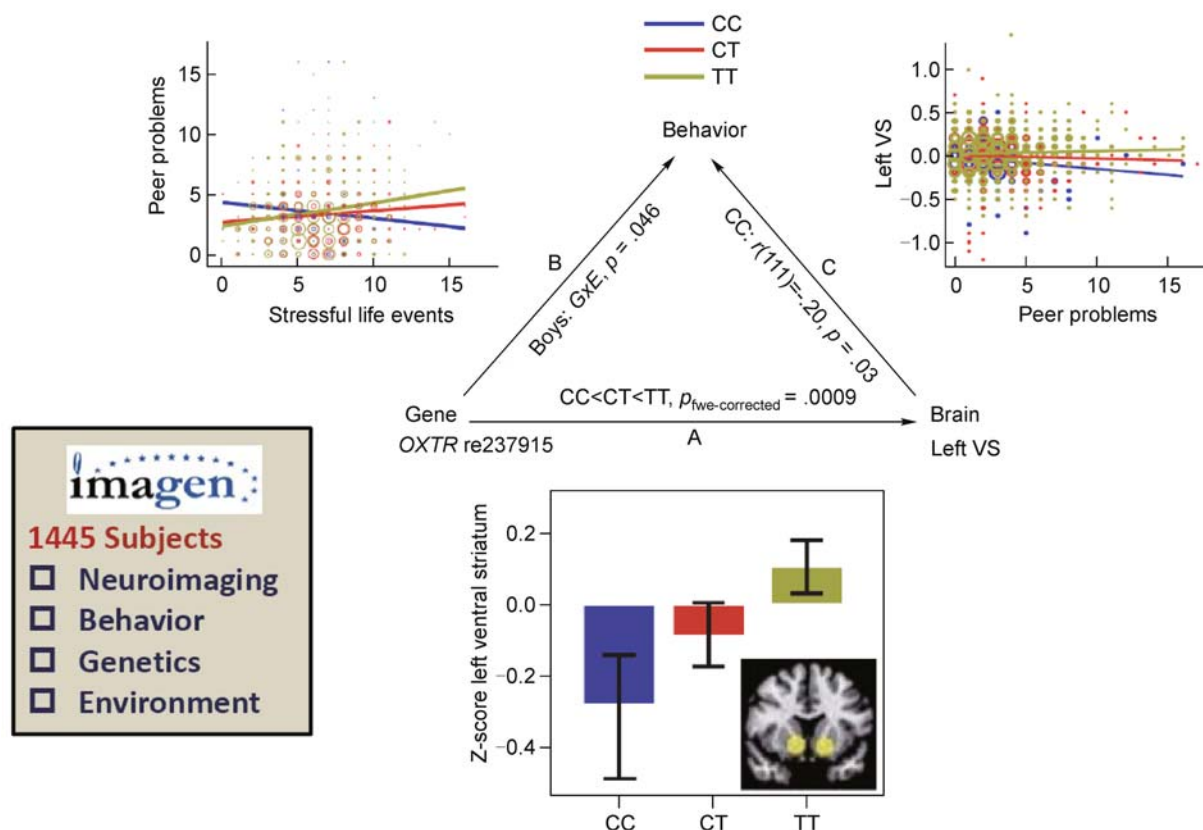 CC
CT
TT
Peer problems
15
10
5
0
0 5 10 15
Stressful life events
Behavior
Left VS
1.0
0.5
0.0
−0.5
−1.0
0 5 10 15
Peer problems
B
Boys: GxE, p = .046
C
CC: r(111)=-.20, p = .03
CC<CT<TT, pfwe-corrected = .0009
A
Gene
OXTR re237915
Brain
Left VS
imagen
1445 Subjects
Neuroimaging
Behavior
Genetics
Environment
Z-score left ventral striatum
0.2
0.0
−0.2
−0.4
CC CT TT